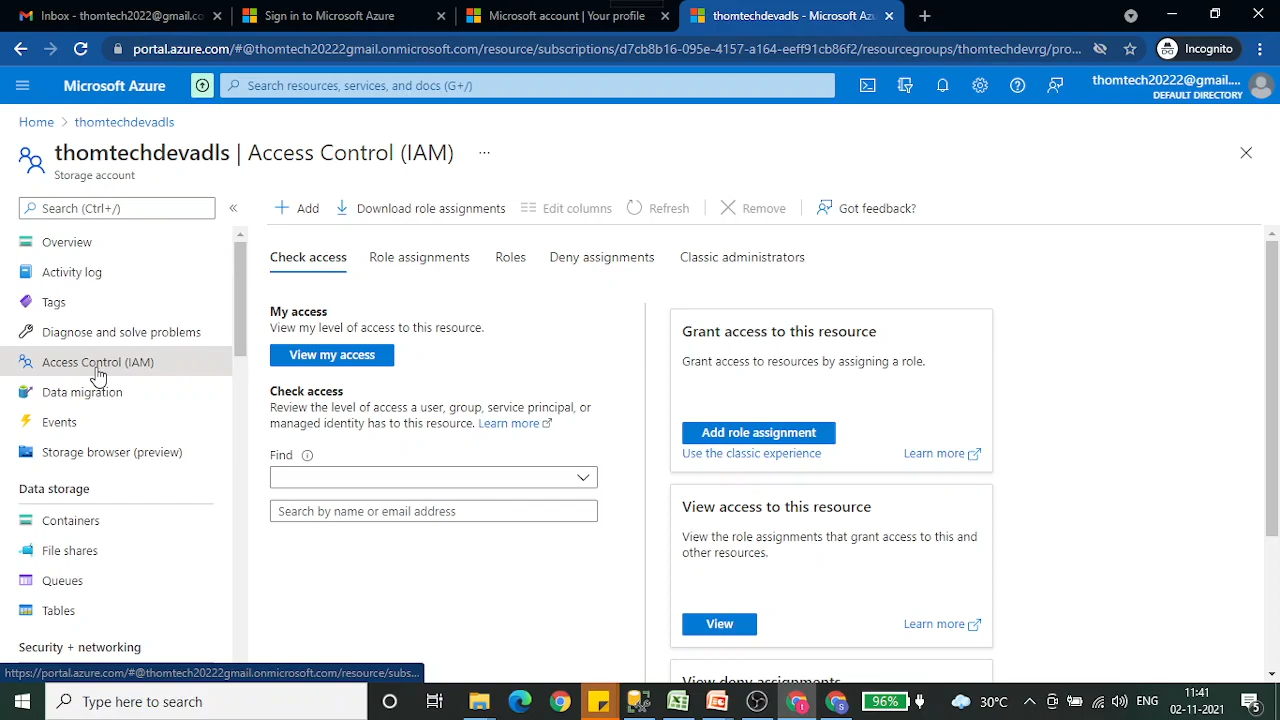 Inbox - thomtech2022@gmail.co
Sign in to Microsoft Azure
Microsoft account | Your profile
thomtechdevadls - Microsoft Az
portal.azure.com/#@thomtech20222gmail.onmicrosoft.com/resource/subscriptions/d7cb8b16-095e-4157-a164-eeff91cb86f2/resourcegroups/thomtechdevrg/pro...
Incognito
Microsoft Azure
Search resources, services, and docs (G+/)
thomtech20222@gmail....
DEFAULT DIRECTORY
Home > thomtechdevadls
thomtechdevadls | Access Control (IAM) ...
Storage account
Search (Ctrl+/)
«
Add
Download role assignments
Edit columns
Refresh
Remove
Got feedback?
Overview
Activity log
Tags
Diagnose and solve problems
Access Control (IAM)
Data migration
Events
Storage browser (preview)
Data storage
Containers
File shares
Queues
Tables
Security + networking
Check access
Role assignments
Roles
Deny assignments
Classic administrators
My access
View my level of access to this resource.
View my access
Check access
Review the level of access a user, group, service principal, or
managed identity has to this resource. Learn more
Find
Search by name or email address
Grant access to this resource
Grant access to resources by assigning a role.
Add role assignment
Use the classic experience
Learn more
View access to this resource
View the role assignments that grant access to this and
other resources.
View
Learn more
View deny assignments
https://portal.azure.com/#@thomtech20222gmail.onmicrosoft.com/resource/subs...
Type here to search
96%
30°C
ENG
11:41
02-11-2021
5